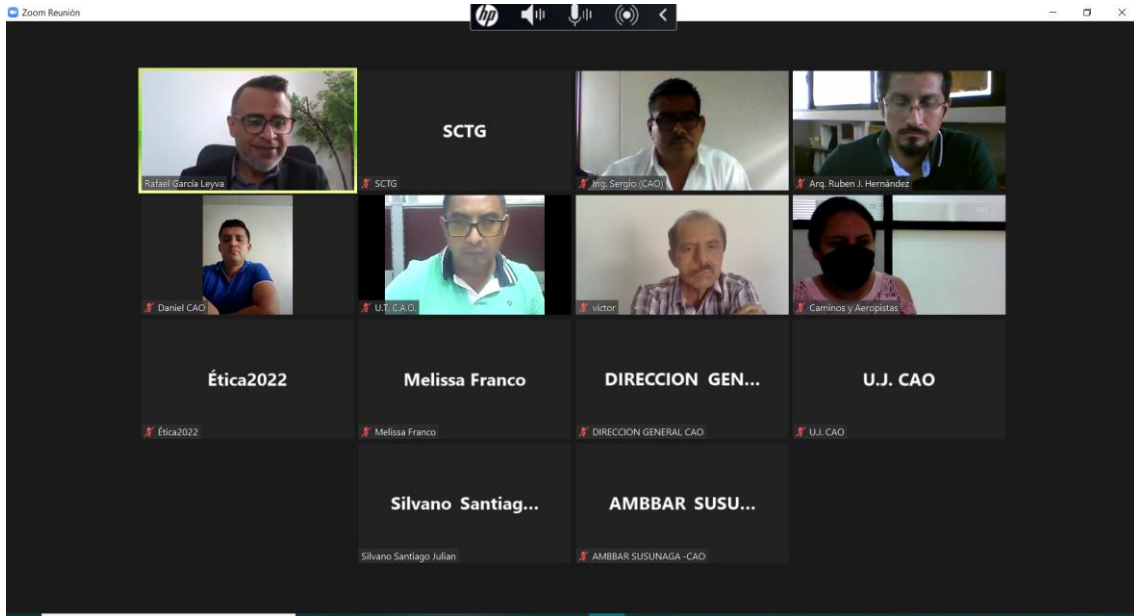 Zoom Reunión
hp
Rafael García Leyva
SCTG
SCTG
Ing. Sergio (CAO)
Arq. Ruben J. Hernández
Daniel CAO
U.T. C.A.O.
victor
Caminos y Aeropistas
Ética2022
Ética2022
Melissa Franco
Melissa Franco
DIRECCION GEN...
DIRECCION GENERAL CAO
U.J. CAO
U.J. CAO
Silvano Santiag...
Silvano Santiago Julian
AMBBAR SUSU...
AMBBAR SUSUNAGA -CAO